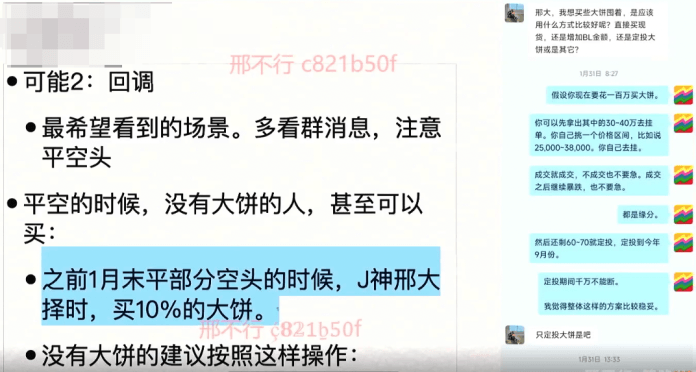 邢不行 c821b50f
•可能2：回调
•最希望看到的场景。多看群消息，注意
平空头
•平空的时候，没有大饼的人，甚至可以
买：
•之前1月末平部分空头的时候，J神邢大
择时，买10%的大饼。
邢不行 c821b50f
•没有大饼的建议按照这样操作：
邢大，我想买些大饼囤着，是应该
用什么方式比较好呢？直接买现
货，还是增加BL金额，还是定投大
饼或是其它？
1月31日 8:27
假设你现在要花一百万买大饼。
你可以先拿出其中的30-40万去挂
单。你自己挑一个价格区间，比如说
25,000-38,000。你自己去挂。
成交就成交，不成交也不要急。成交
之后继续暴跌，也不要急。
都是缘分。
然后还剩60-70就定投，定投到今年
9月份。
定投期间千万不能断。
我觉得整体这样的方案比较稳妥。
只定投大饼是吧
1月31日 13:33